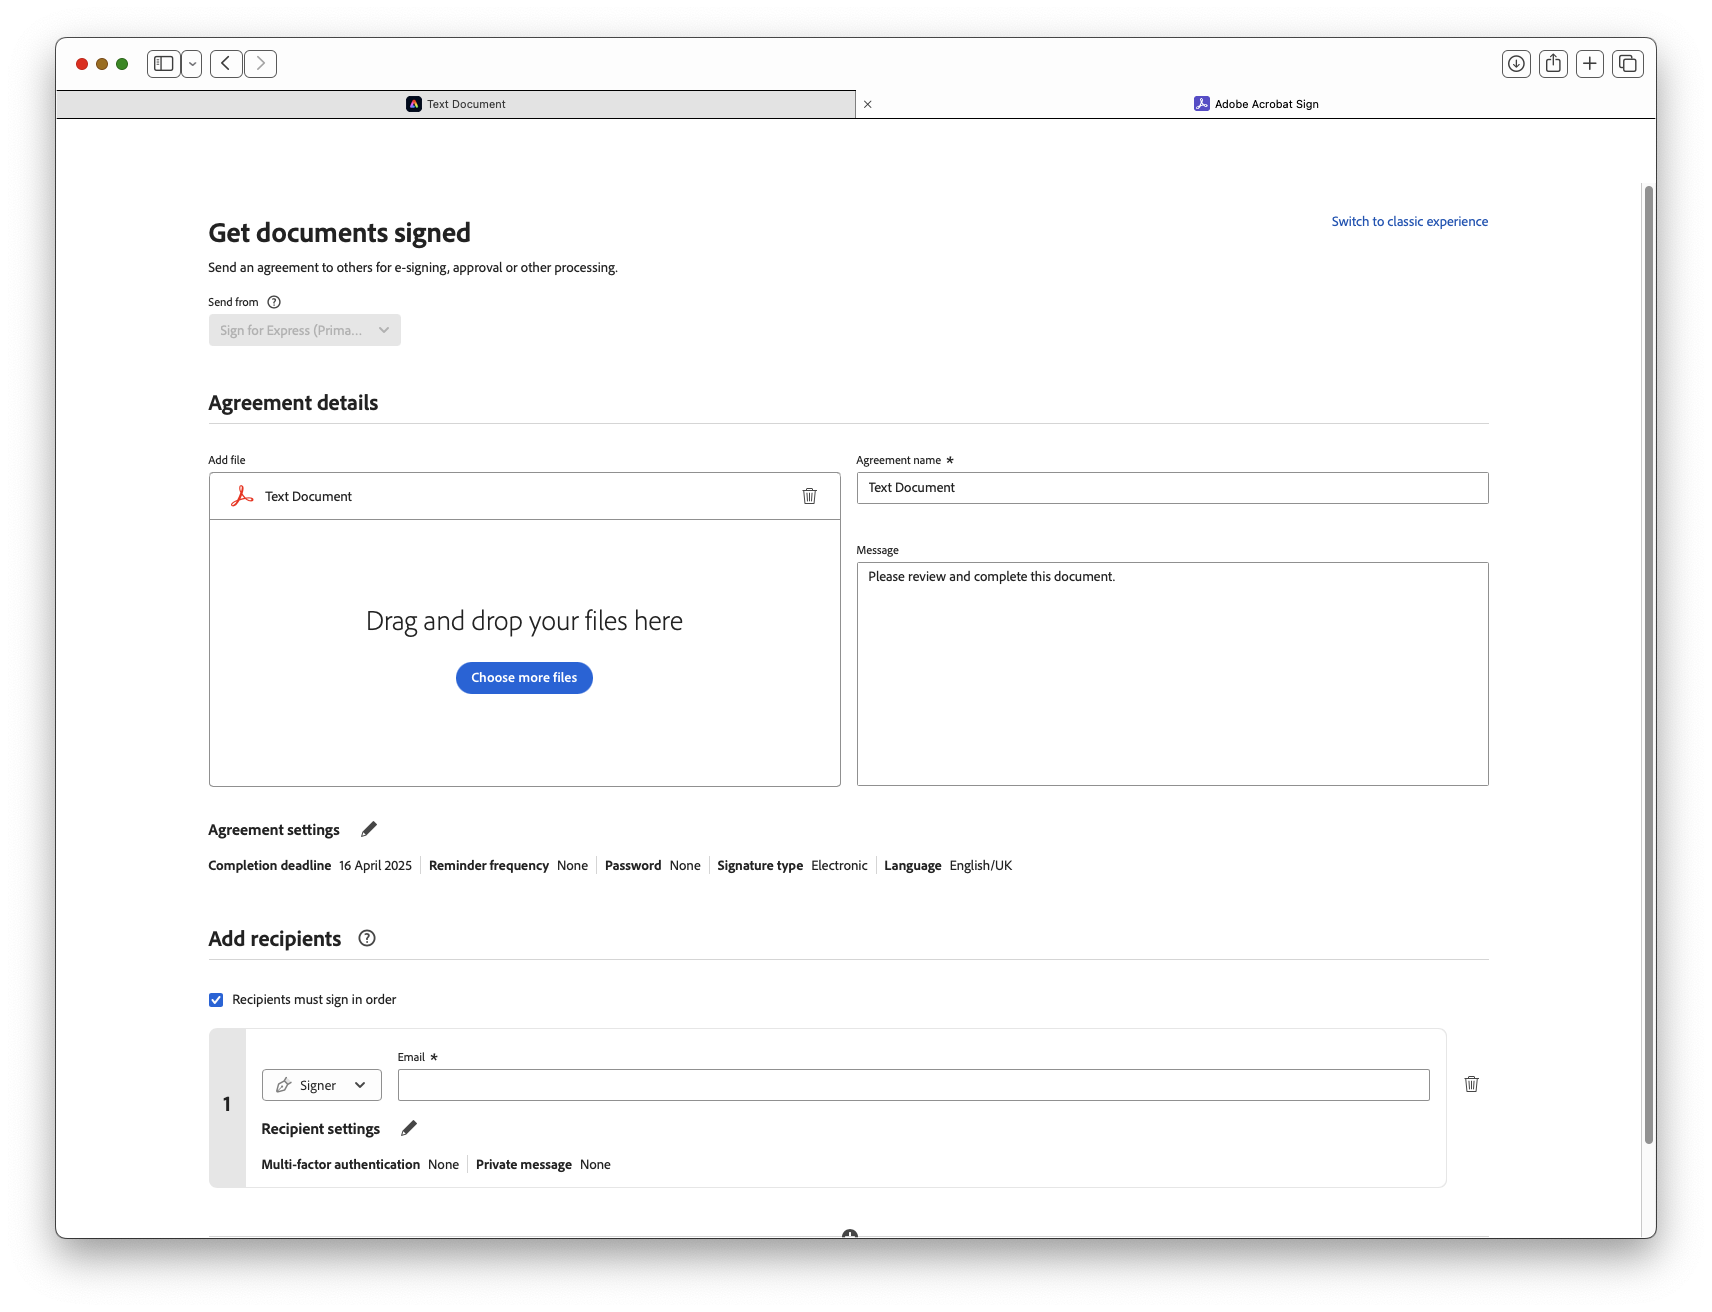 Text Document
Adobe Acrobat Sign
Get documents signed
Switch to classic experience
Send an agreement to others for e-signing, approval or other processing.
Send from ?
Sign for Express (Prima...
Agreement details
Add file
Text Document
Drag and drop your files here
Choose more files
Agreement name *
Text Document
Message
Please review and complete this document.
Agreement settings
Completion deadline 16 April 2025 Reminder frequency None Password None Signature type Electronic Language English/UK
Add recipients ?
Recipients must sign in order
1
Email *
Signer
Recipient settings
Multi-factor authentication None Private message None